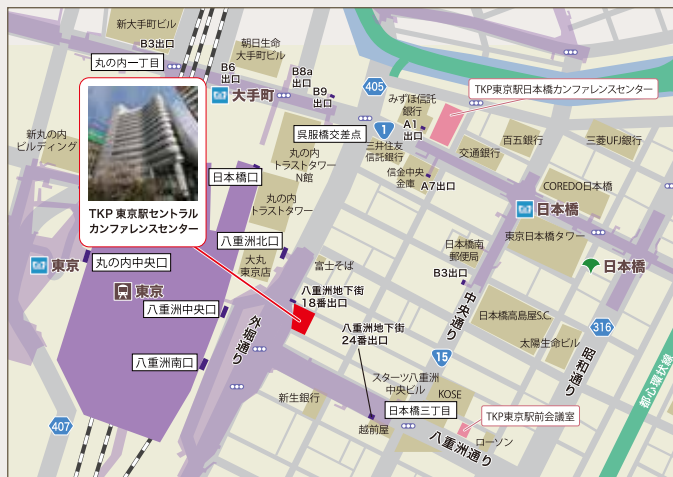 新大手町ビル
B3出口
丸の内一丁目
朝日生命
大手町ビル
B6
出口
大手町
B8a
出口
B9
出口
405
みずほ信託
銀行
A1
出口
TKP東京駅日本橋カンファレンスセンター
呉服橋交差点
1
三井住友
信託銀行
交通銀行
百五銀行
三菱UFJ銀行
新丸の内
ビルディング
丸の内
トラストタワー
N館
信金中央
金庫
A7出口
COREDO日本橋
日本橋口
丸の内
トラストタワー
日本橋
TKP 東京駅セントラル
カンファレンスセンター
八重洲北口
日本橋南
郵便局
東京日本橋タワー
東京
丸の内中央口
大丸
東京店
富士そば
B3出口
日本橋
東京
八重洲中央口
八重洲地下街
18番出口
中央通り
日本橋高島屋S.C.
外堀通り
八重洲地下街
24番出口
316
太陽生命ビル
昭和通り
八重洲南口
15
都心環状線
スターツ八重洲
中央ビル
新生銀行
KOSE
日本橋三丁目
TKP東京駅前会議室
407
越前屋
八重洲通り
ローソン